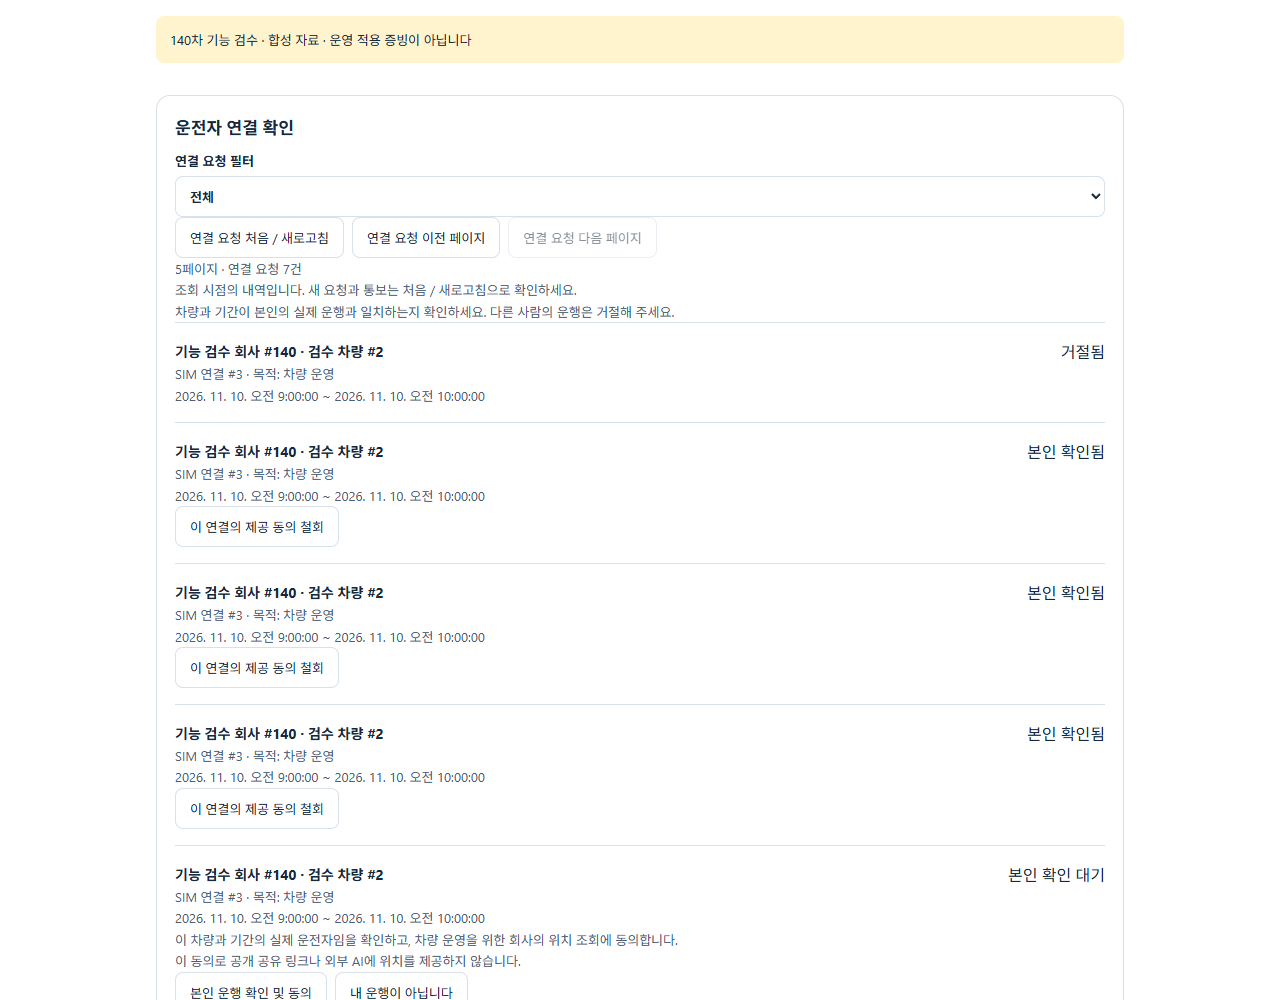 140차 기능 검수 · 합성 자료 · 운영 적용 증빙이 아닙니다
운전자 연결 확인
연결 요청 필터
전체
연결 요청 처음 / 새로고침
연결 요청 이전 페이지
연결 요청 다음 페이지
5페이지 · 연결 요청 7건
조회 시점의 내역입니다. 새 요청과 통보는 처음 / 새로고침으로 확인하세요.
차량과 기간이 본인의 실제 운행과 일치하는지 확인하세요. 다른 사람의 운행은 거절해 주세요.
기능 검수 회사 #140 · 검수 차량 #2
거절됨
SIM 연결 #3 · 목적: 차량 운영
2026. 11. 10. 오전 9:00:00 ~ 2026. 11. 10. 오전 10:00:00
기능 검수 회사 #140 · 검수 차량 #2
본인 확인됨
SIM 연결 #3 · 목적: 차량 운영
2026. 11. 10. 오전 9:00:00 ~ 2026. 11. 10. 오전 10:00:00
이 연결의 제공 동의 철회
기능 검수 회사 #140 · 검수 차량 #2
본인 확인됨
SIM 연결 #3 · 목적: 차량 운영
2026. 11. 10. 오전 9:00:00 ~ 2026. 11. 10. 오전 10:00:00
이 연결의 제공 동의 철회
기능 검수 회사 #140 · 검수 차량 #2
본인 확인됨
SIM 연결 #3 · 목적: 차량 운영
2026. 11. 10. 오전 9:00:00 ~ 2026. 11. 10. 오전 10:00:00
이 연결의 제공 동의 철회
기능 검수 회사 #140 · 검수 차량 #2
본인 확인 대기
SIM 연결 #3 · 목적: 차량 운영
2026. 11. 10. 오전 9:00:00 ~ 2026. 11. 10. 오전 10:00:00
이 차량과 기간의 실제 운전자임을 확인하고, 차량 운영을 위한 회사의 위치 조회에 동의합니다.
이 동의로 공개 공유 링크나 외부 AI에 위치를 제공하지 않습니다.
본인 운행 확인 및 동의
내 운행이 아닙니다